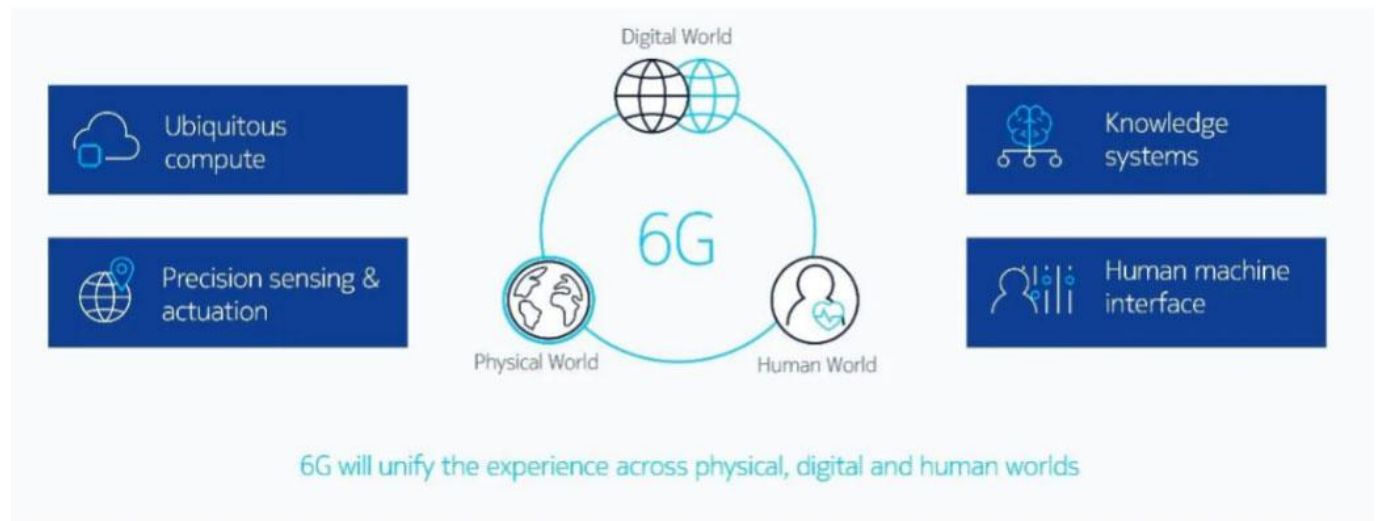 Digital World
Ubiquitous
compute
Precision sensing &
actuation
6G
Physical World
Human World
Knowledge
systems
Human machine
interface
6G will unify the experience across physical, digital and human worlds